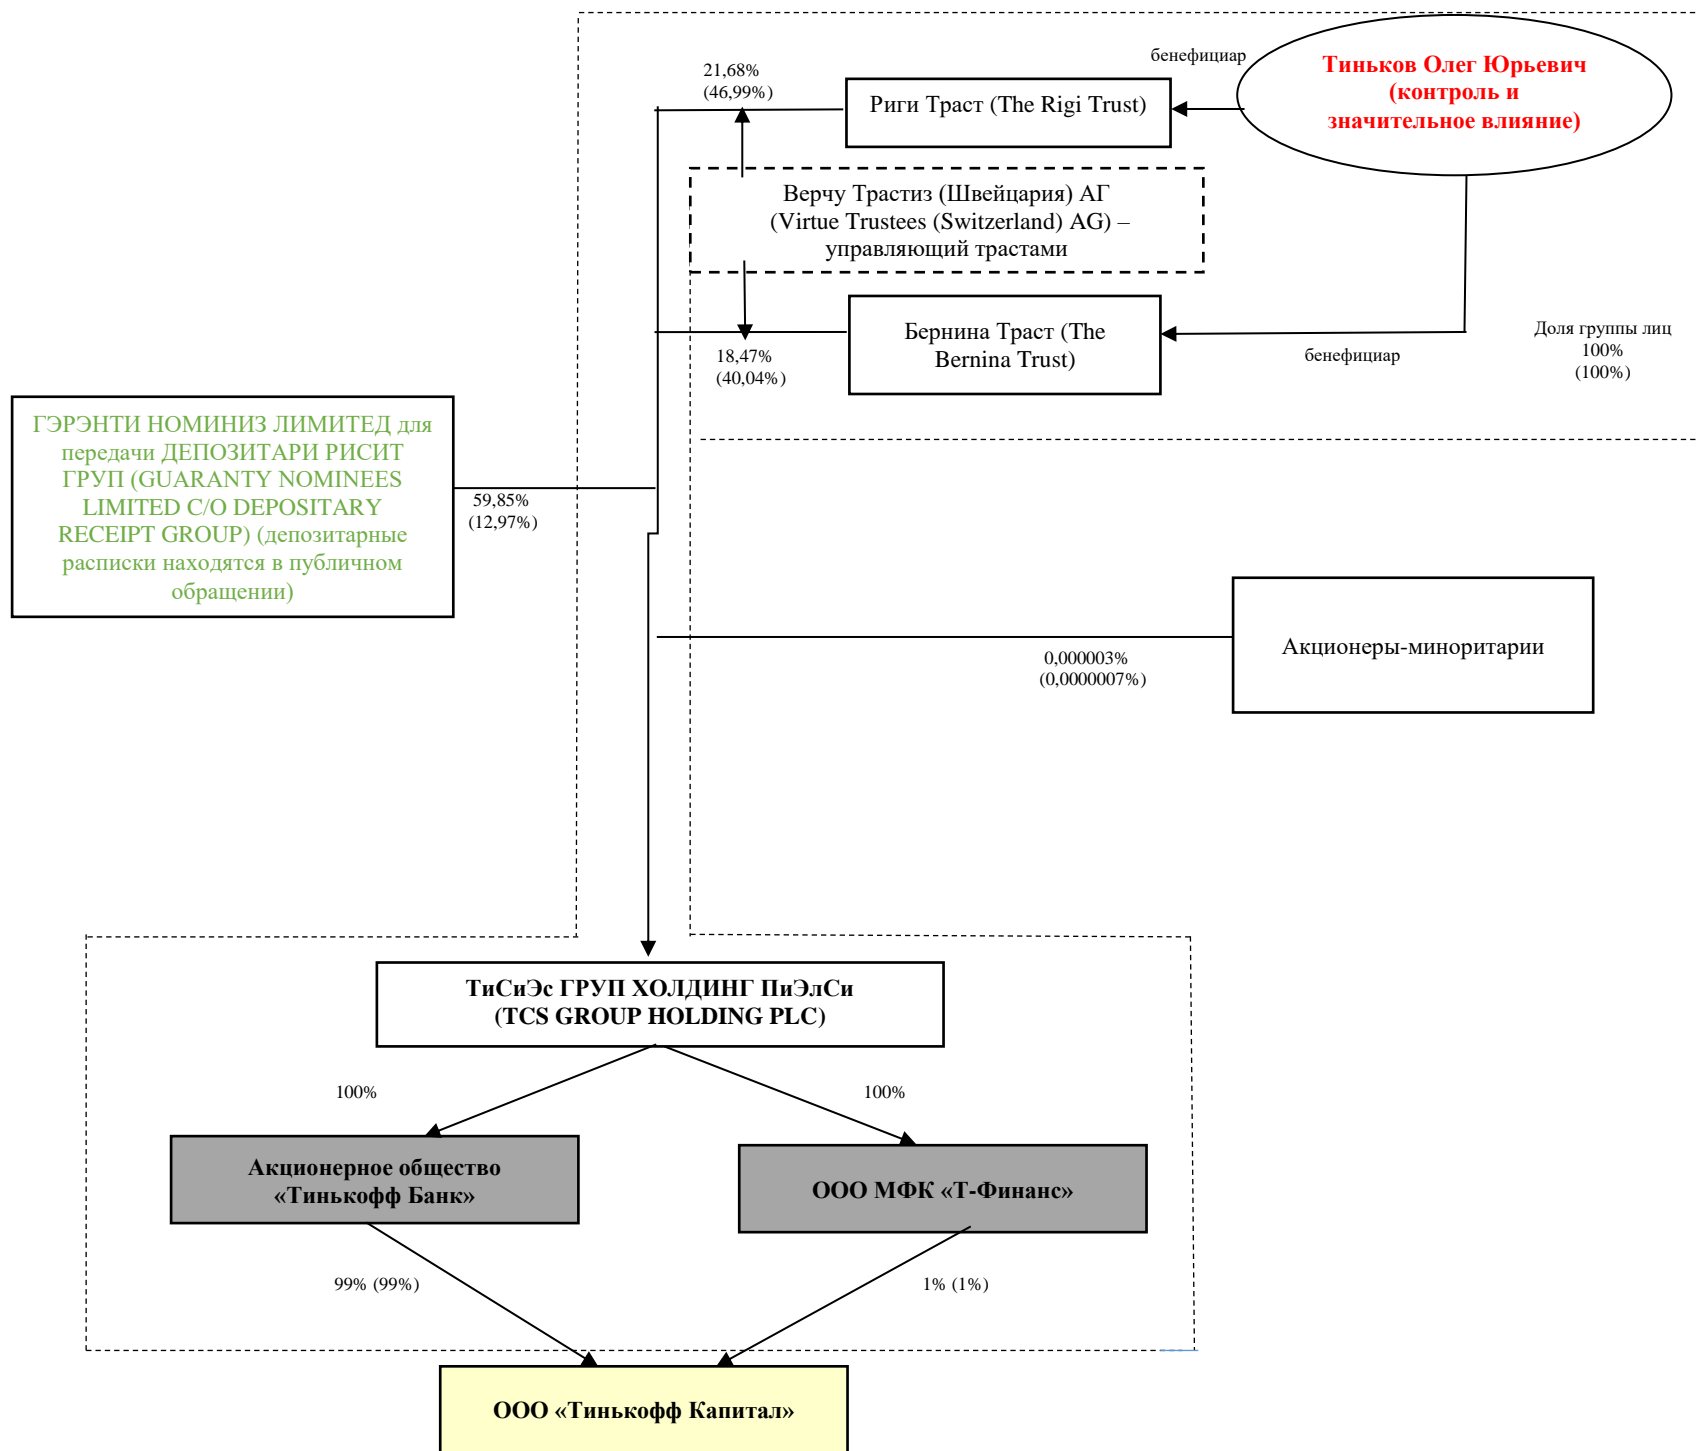 бенефициар
Тиньков Олег Юрьевич
(контроль и
значительное влияние)
21,68%
(46,99%)
Риги Траст (The Rigi Trust)
Верчу Трастиз (Швейцария) АГ
(Virtue Trustees (Switzerland) AG) –
управляющий трастами
Бернина Траст (The
Bernina Trust)
18,47%
(40,04%)
бенефициар
Доля группы лиц
100%
(100%)
ГЭРЭНТИ НОМИНИЗ ЛИМИТЕД для
передачи ДЕПОЗИТАРИ РИСИТ
ГРУП (GUARANTY NOMINEES
LIMITED C/O DEPOSITARY
RECEIPT GROUP) (депозитарные
расписки находятся в публичном
обращении)
59,85%
(12,97%)
Акционеры-миноритарии
0,000003%
(0,0000007%)
ТиСиЭс ГРУП ХОЛДИНГ ПиЭлСи
(TCS GROUP HOLDING PLC)
100%
100%
Акционерное общество
«Тинькофф Банк»
ООО МФК «Т-Финанс»
99% (99%)
1% (1%)
ООО «Тинькофф Капитал»